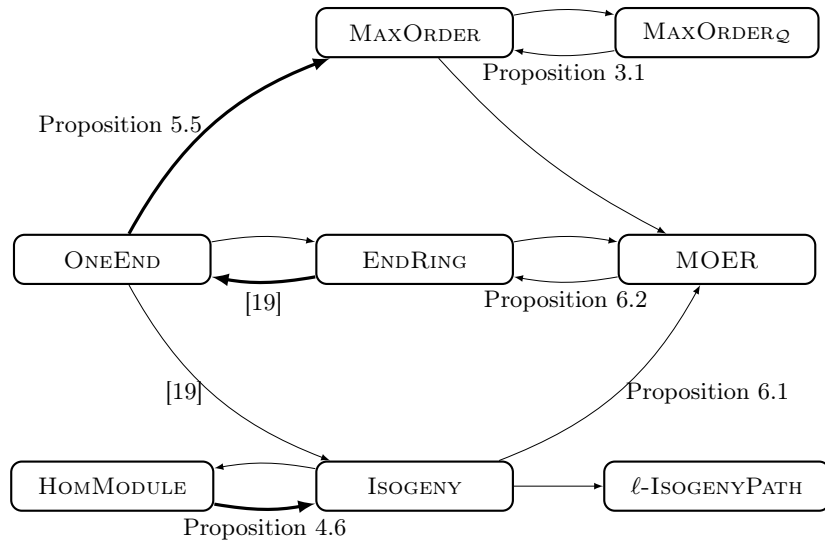 MAXORDER
MAXORDER𝒬
Proposition 3.1
Proposition 5.5
ONEEND
ENDRING
MOER
[19]
Proposition 6.2
[19]
Proposition 6.1
HOMMODULE
ISOGENY
ℓ-ISOGENYPATH
Proposition 4.6